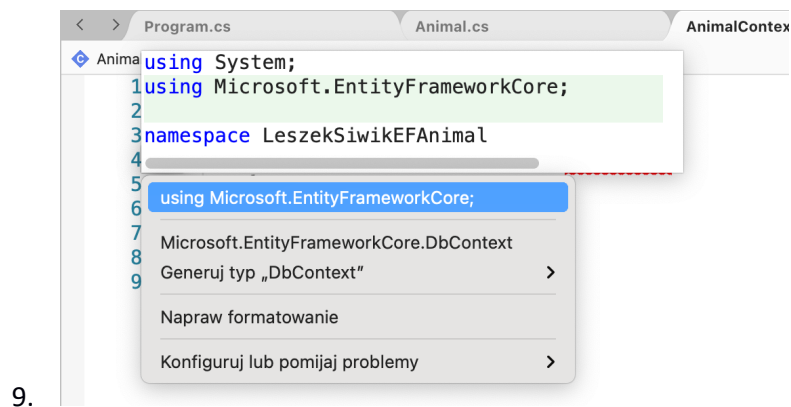 Program.cs
Animal.cs
AnimalContex
Anima
using System;
1 using Microsoft.EntityFrameworkCore;
2
3 namespace LeszekSiwikEFAnimal
4
5
6 using Microsoft.EntityFrameworkCore;
7
Microsoft.EntityFrameworkCore.DbContext
8
Generuj typ „DbContext”
9
Napraw formatowanie
Konfiguruj lub pomijaj problemy
9.